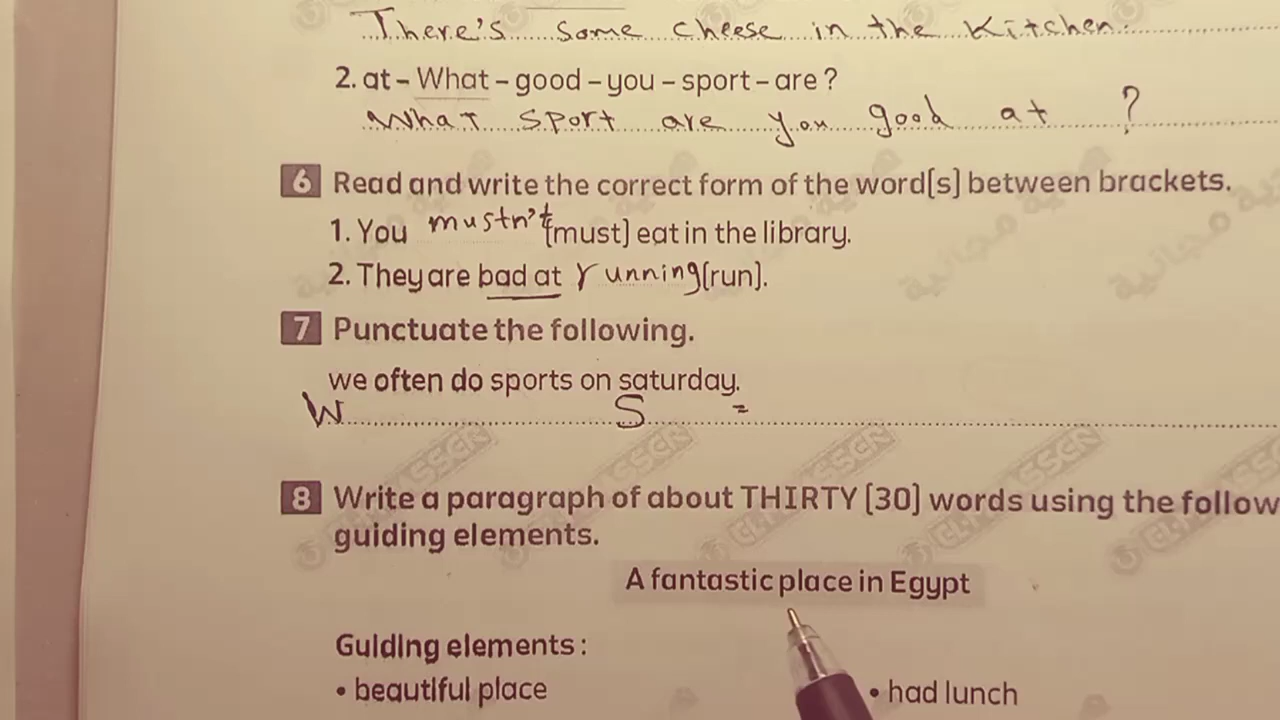 There's some cheese in the Kitchen.
2. at - What - good - you - sport - are ?
What sport are you good at ?
6 Read and write the correct form of the word[s] between brackets.
1. You mustn't [must] eat in the library.
2. They are bad at running [run].
7 Punctuate the following.
we often do sports on saturday.
W S
8 Write a paragraph of about THIRTY [30] words using the follow
guiding elements.
A fantastic place in Egypt
Guiding elements :
• beautiful place • had lunch